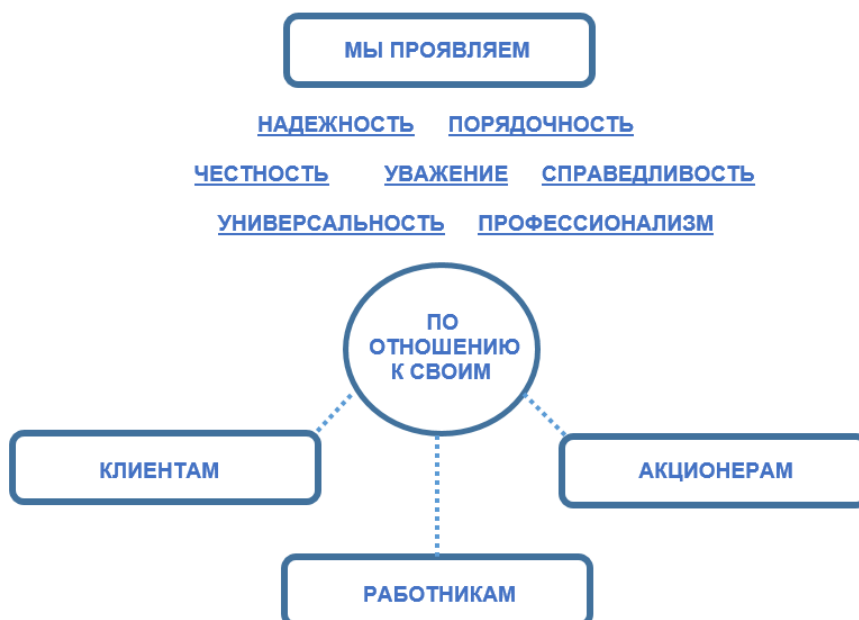 МЫ ПРОЯВЛЯЕМ
НАДЕЖНОСТЬ ПОРЯДОЧНОСТЬ
ЧЕСТНОСТЬ УВАЖЕНИЕ СПРАВЕДЛИВОСТЬ
УНИВЕРСАЛЬНОСТЬ ПРОФЕССИОНАЛИЗМ
ПО
ОТНОШЕНИЮ
К СВОИМ
КЛИЕНТАМ
АКЦИОНЕРАМ
РАБОТНИКАМ